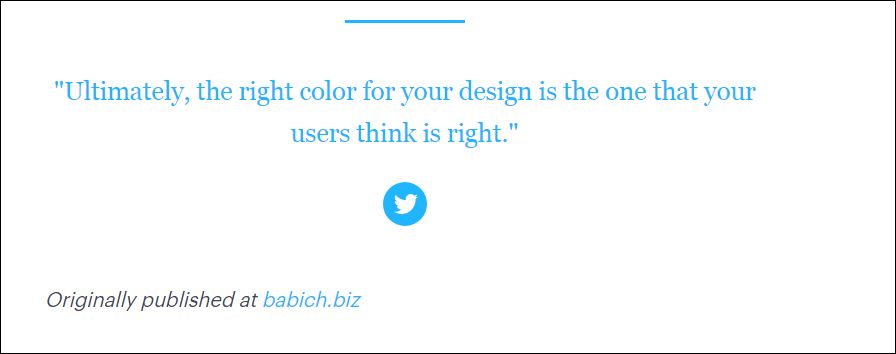 "Ultimately, the right color for your design is the one that your
users think is right."
Originally published at babich.biz